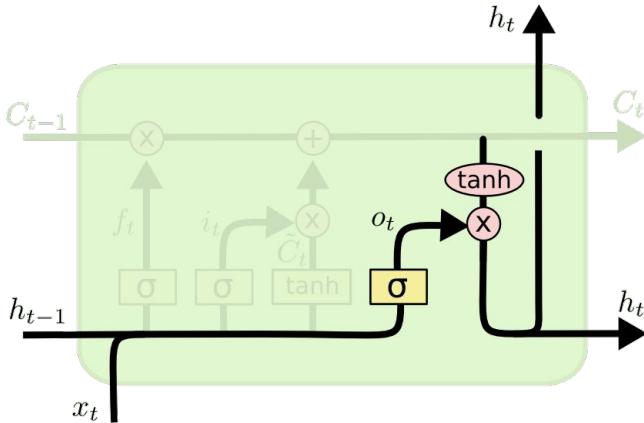 h_t
C_{t-1} C_t
x +
tanh
f_t i_t x o_t x
C̃_t
σ σ tanh σ
h_{t-1} h_t
x_t